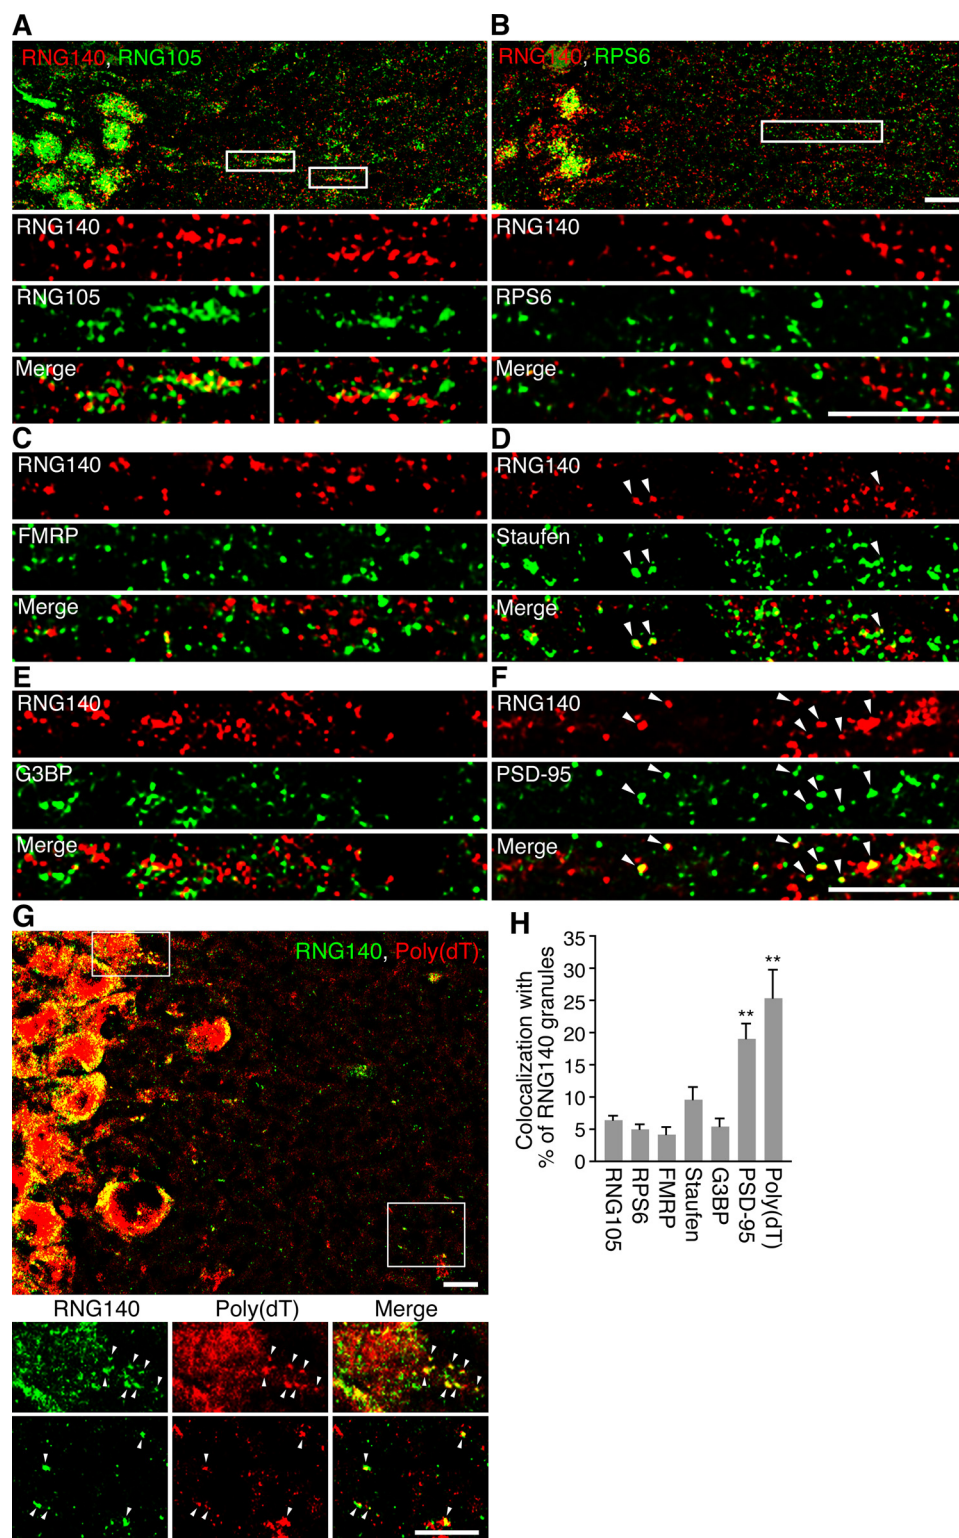 A
RNG140, RNG105
RNG140
RNG105
Merge
B
RNG140, RPS6
RNG140
RPS6
Merge
C
RNG140
FMRP
Merge
D
RNG140
Staufen
Merge
E
RNG140
G3BP
Merge
F
RNG140
PSD-95
Merge
G
RNG140, Poly(dT)
RNG140 Poly(dT) Merge
H
Colocalization with
% of RNG140 granules
35
30
25
20
15
10
5
0
**
**
RNG105
RPS6
FMRP
Staufen
G3BP
PSD-95
Poly(dT)